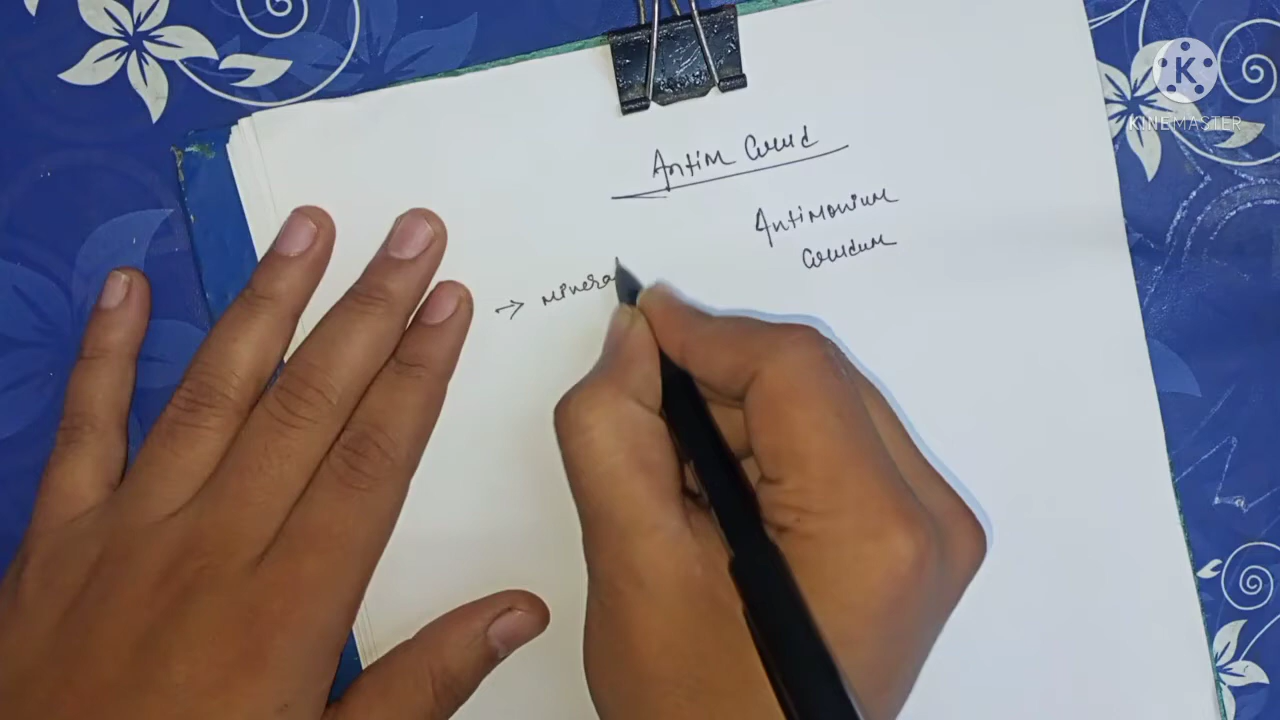 K
KINEMASTER
Antim Crud
Antimonium
Crudum
→ minera